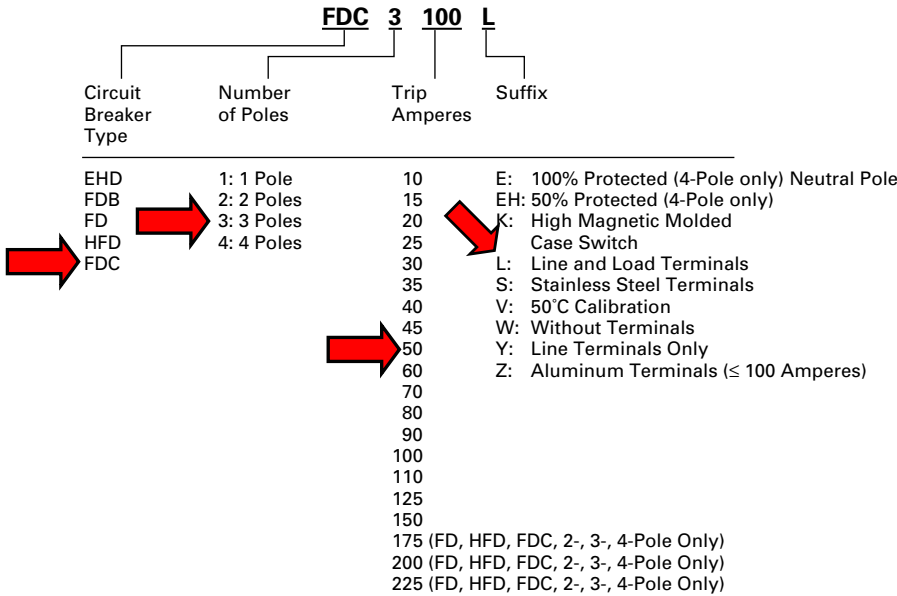 FDC 3 100 L
Circuit Breaker Type
Number of Poles
Trip Amperes
Suffix
EHD 1: 1 Pole 10 E: 100% Protected (4-Pole only) Neutral Pole
FDB 2: 2 Poles 15 EH: 50% Protected (4-Pole only)
FD 3: 3 Poles 20 K: High Magnetic Molded
HFD 4: 4 Poles 25 Case Switch
FDC 30 L: Line and Load Terminals
35 S: Stainless Steel Terminals
40 V: 50°C Calibration
45 W: Without Terminals
50 Y: Line Terminals Only
60 Z: Aluminum Terminals (≤ 100 Amperes)
70
80
90
100
110
125
150
175 (FD, HFD, FDC, 2-, 3-, 4-Pole Only)
200 (FD, HFD, FDC, 2-, 3-, 4-Pole Only)
225 (FD, HFD, FDC, 2-, 3-, 4-Pole Only)